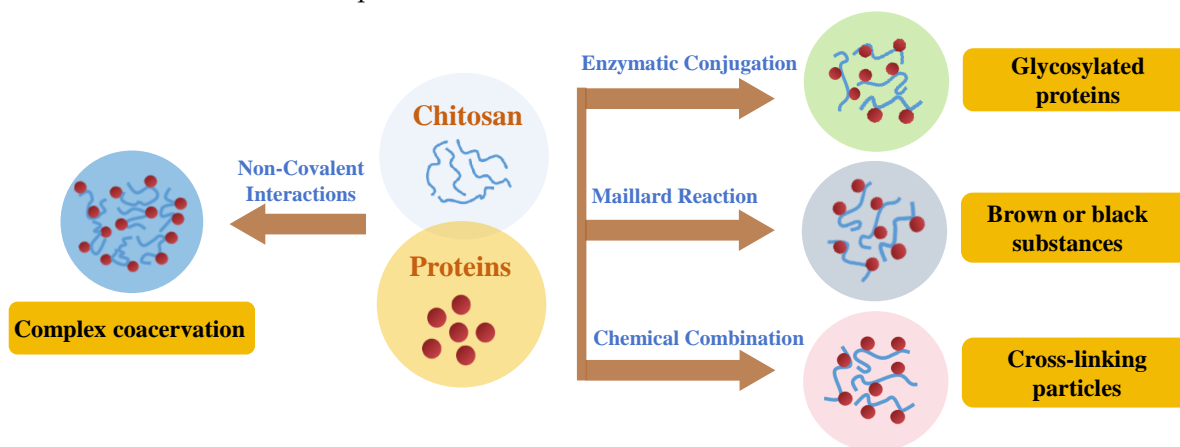 Enzymatic Conjugation
Glycosylated
proteins
Chitosan
Non-Covalent
Interactions
Maillard Reaction
Brown or black
substances
Proteins
Complex coacervation
Chemical Combination
Cross-linking
particles